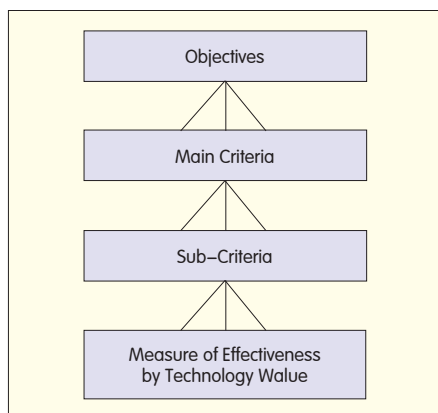 Objectives
Main Criteria
Sub-Criteria
Measure of Effectiveness
by Technology Walue